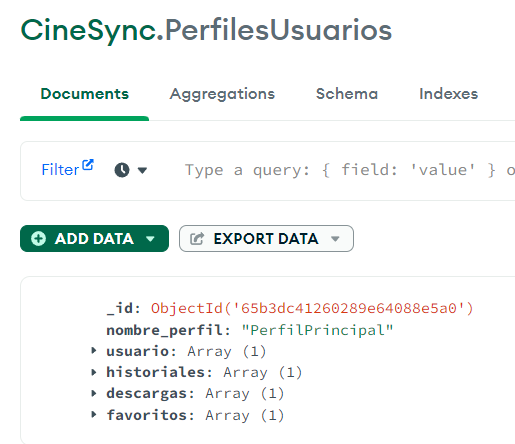 CineSync.PerfilesUsuarios
Documents Aggregations Schema Indexes
Filter Type a query: { field: 'value' } o
ADD DATA EXPORT DATA
_id: ObjectId('65b3dc41260289e64088e5a0')
nombre_perfil: "PerfilPrincipal"
usuario: Array (1)
historiales: Array (1)
descargas: Array (1)
favoritos: Array (1)